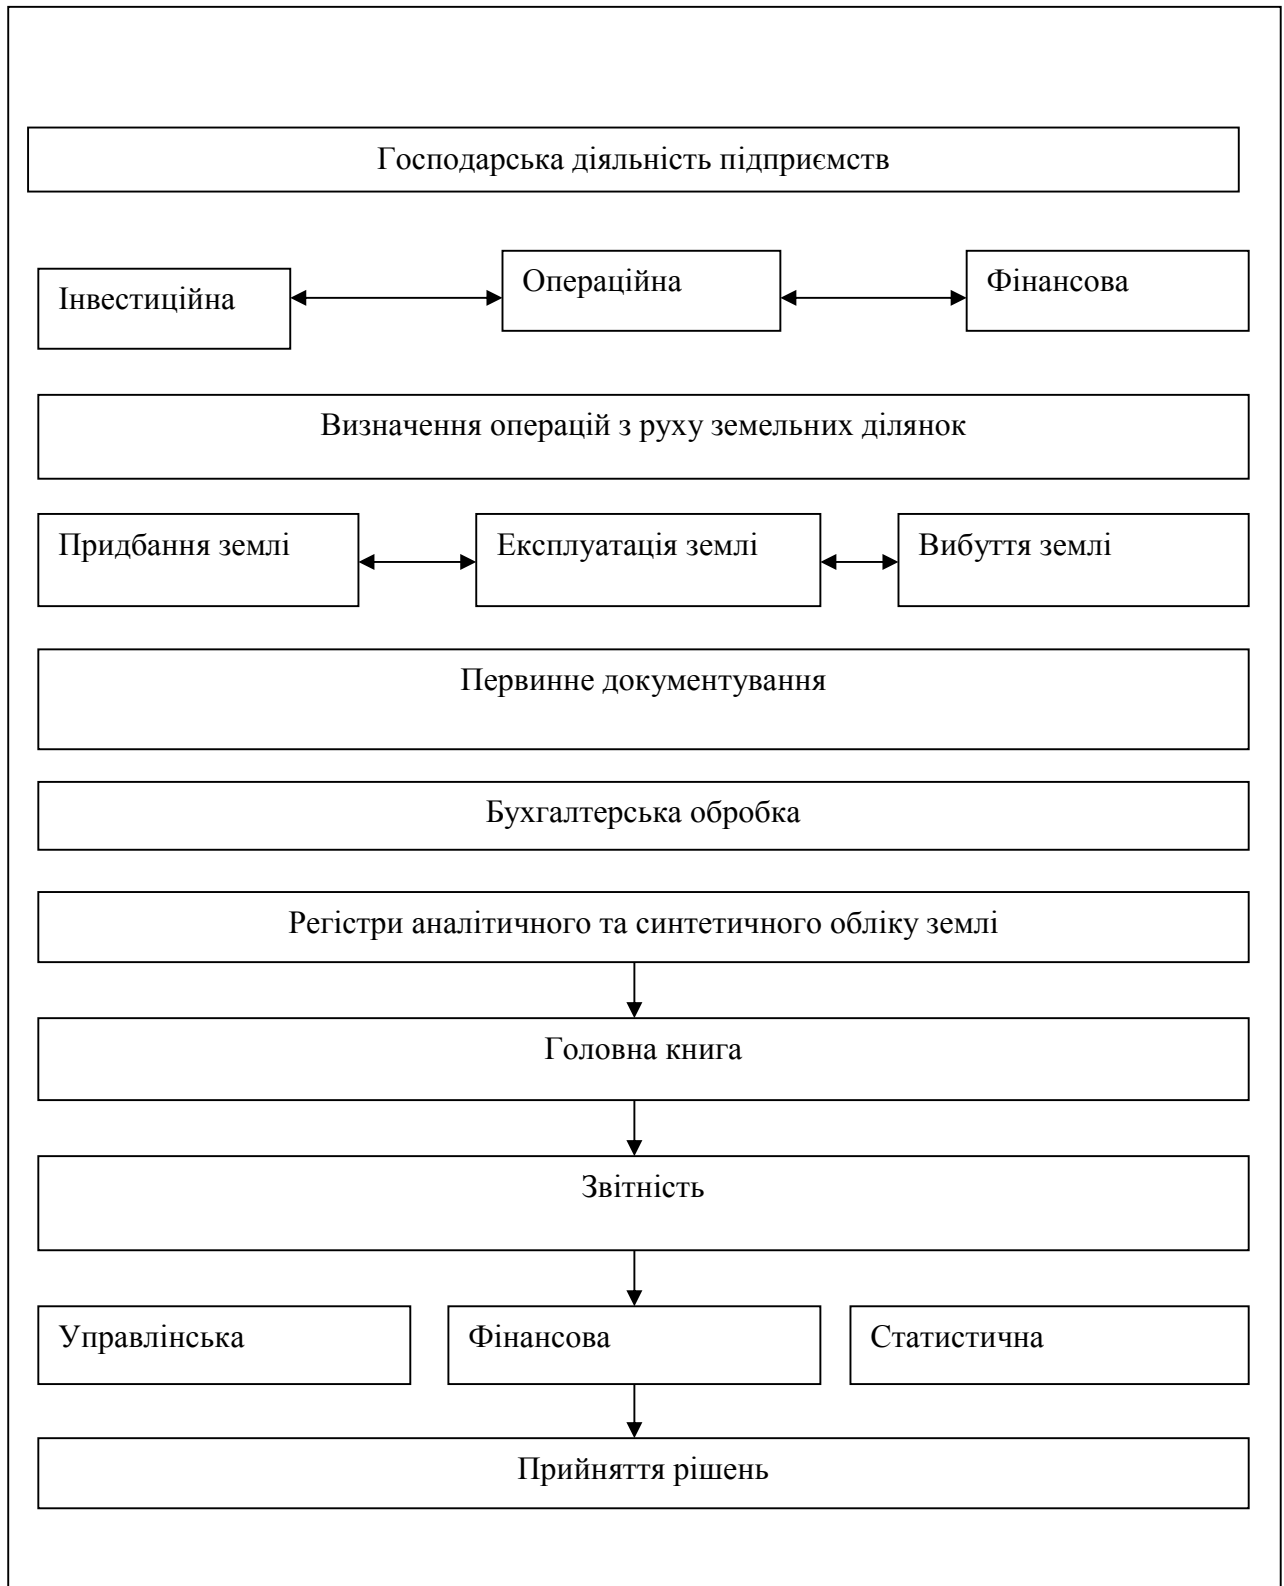 Господарська діяльність підприємств
Інвестиційна
Операційна
Фінансова
Визначення операцій з руху земельних ділянок
Придбання землі
Експлуатація землі
Вибуття землі
Первинне документування
Бухгалтерська обробка
Регістри аналітичного та синтетичного обліку землі
Головна книга
Звітність
Управлінська
Фінансова
Статистична
Прийняття рішень